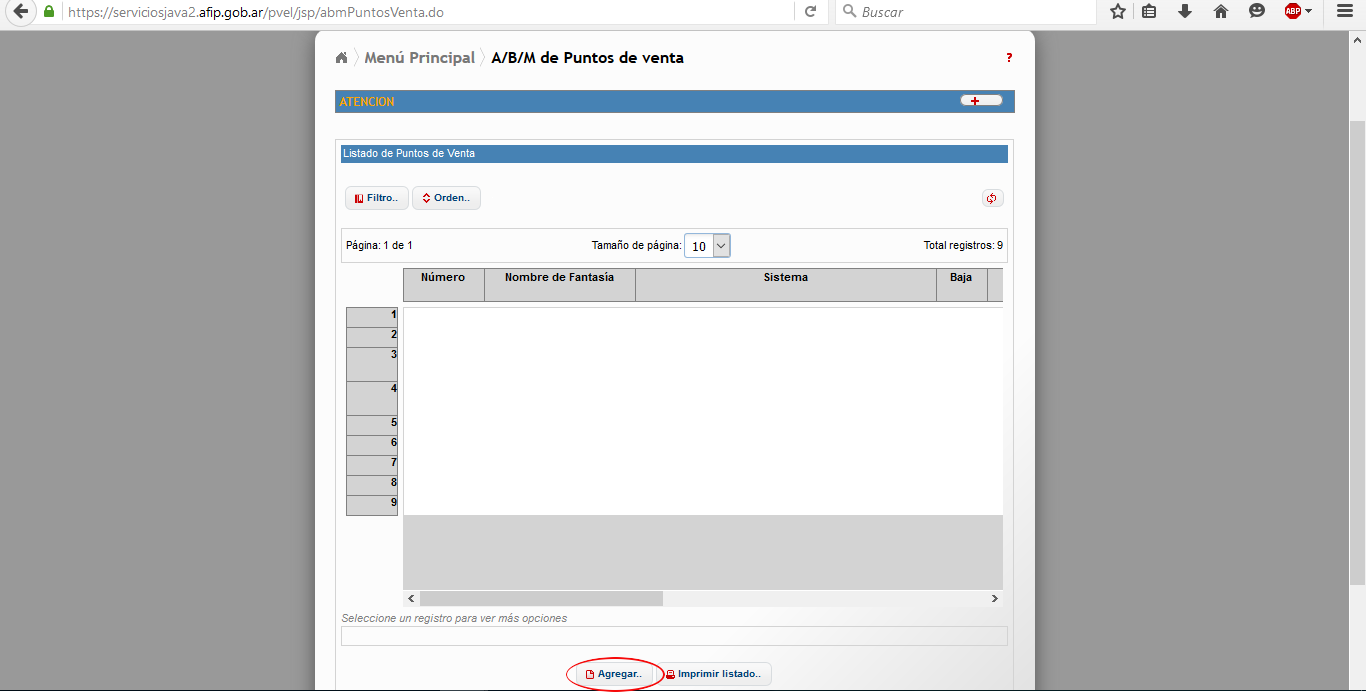 https://serviciosjava2.afip.gob.ar/pvel/jsp/abmPuntosVenta.do
Buscar
ABP
Menú Principal A/B/M de Puntos de venta ?
ATENCION
Listado de Puntos de Venta
Filtro.. Orden..
Página: 1 de 1 Tamaño de página: 10 Total registros: 9
Número Nombre de Fantasía Sistema Baja
1
2
3
4
5
6
7
8
9
Seleccione un registro para ver más opciones
Agregar.. Imprimir listado..